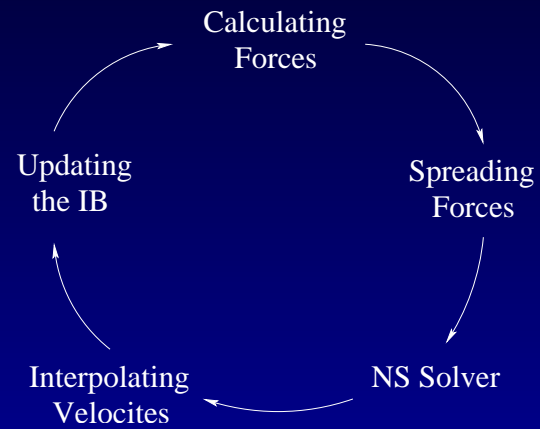 Calculating
Forces
Spreading
Forces
NS Solver
Interpolating
Velocites
Updating
the IB